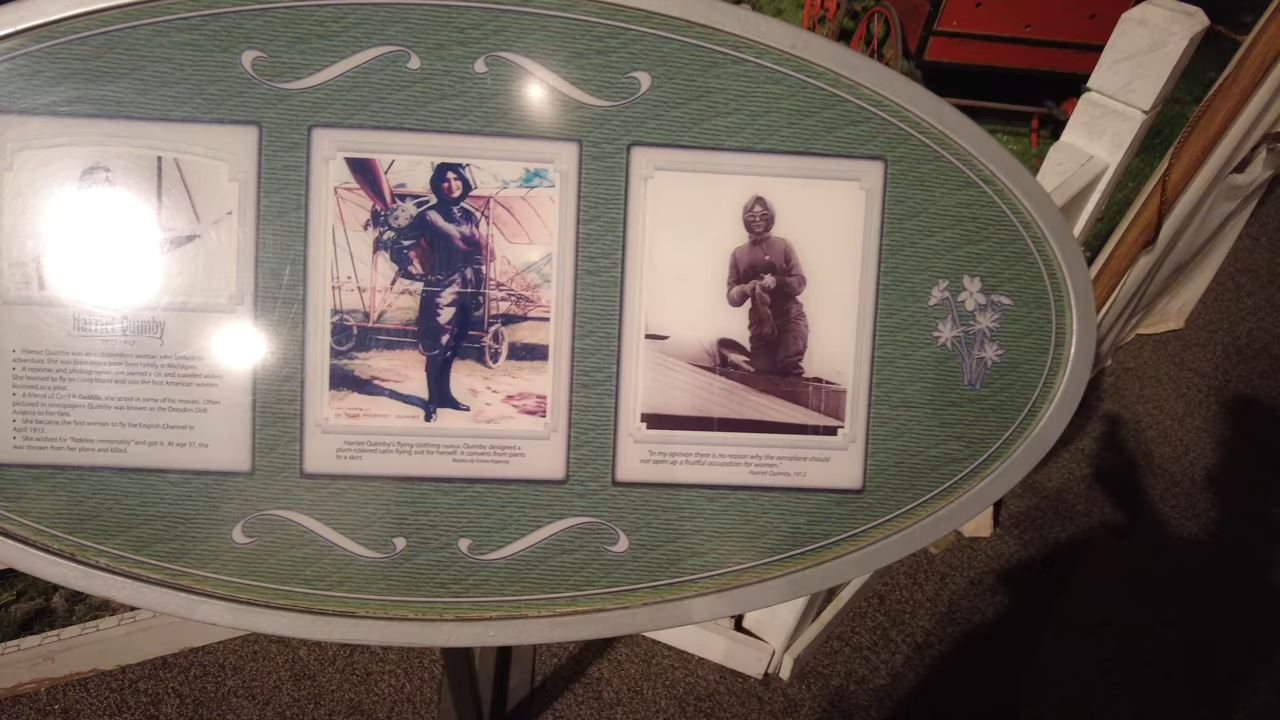 Harriet Quimby
• Harriet Quimby was an independent woman who
adventure. She was born into a poor farm family in Michigan.
• A reporter and photographer, she owned a car and traveled
She learned to fly on Long Island and was the first American woman
licensed as a pilot.
• A friend of Cecil B. DeMille, she acted in some of his movies. Often
pictured in newspapers, Quimby was known as the Dresden Doll
Aviatrix to her fans.
• She became the first woman to fly the English Channel in
April 1912.
• She wished for "fadeless immortality" and got it. At age 37, she
was thrown from her plane and killed.
HARRIET QUIMBY
Harriet Quimby's flying clothing replica. Quimby designed a
plum-colored satin flying suit for herself. It converts from pants
to a skirt.
Replica by
"In my opinion there is no reason why the aeroplane should
not open up a fruitful occupation for women."
Harriet Quimby, 1912